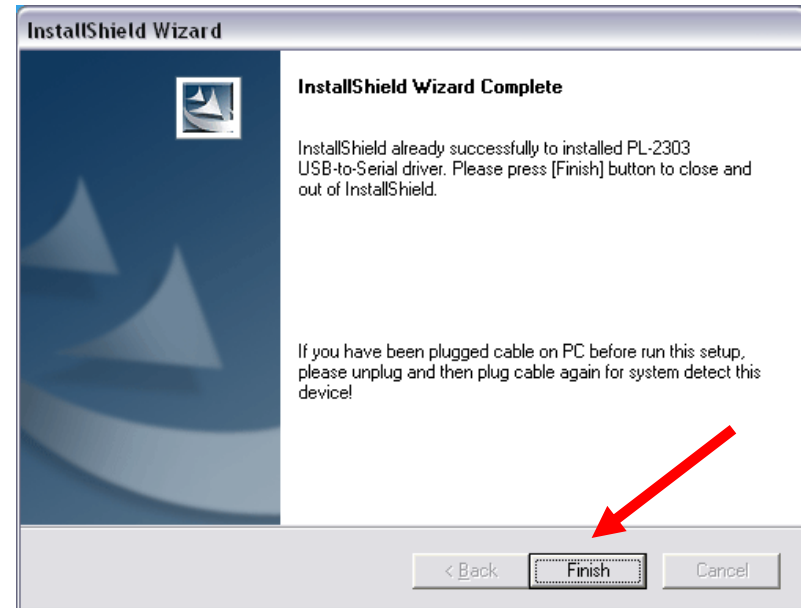 InstallShield Wizard
InstallShield Wizard Complete
InstallShield already successfully to installed PL-2303
USB-to-Serial driver. Please press [Finish] button to close and
out of InstallShield.
If you have been plugged cable on PC before run this setup,
please unplug and then plug cable again for system detect this
device!
< Back Finish Cancel